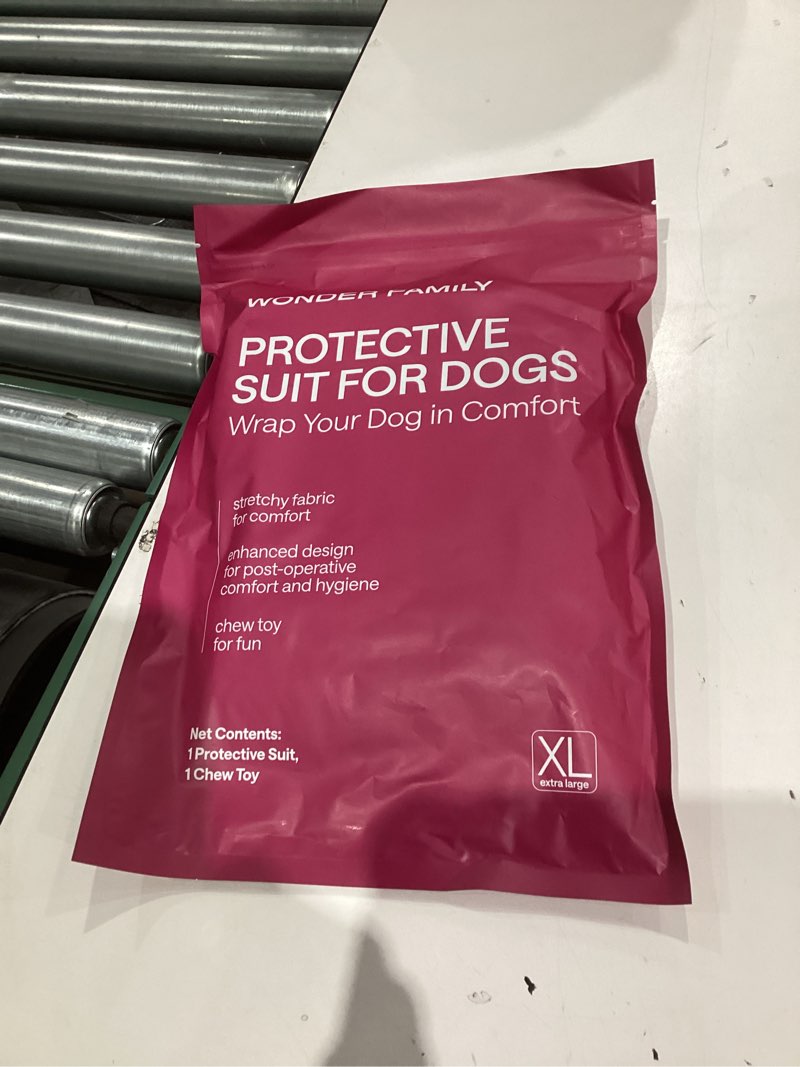 WONDER FAMILY
PROTECTIVE
SUIT FOR DOGS
Wrap Your Dog in Comfort
stretchy fabric
for comfort
enhanced design
for post-operative
comfort and hygiene
chew toy
for fun
Net Contents:
1 Protective Suit,
1 Chew Toy
XL
extra large